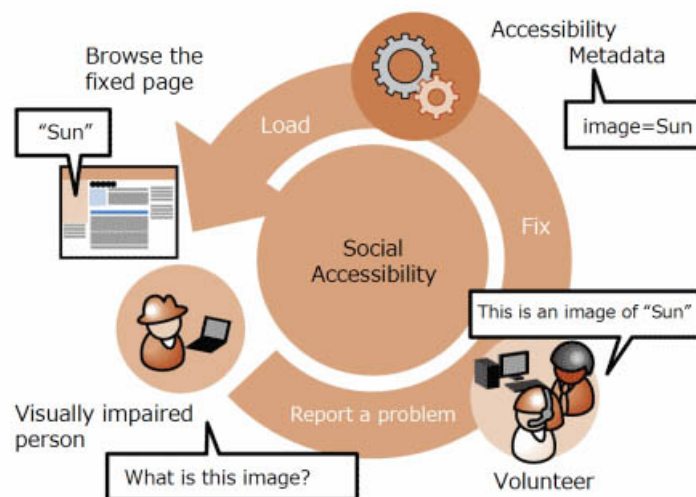 Browse the
fixed page
"Sun"
Load
Accessibility
Metadata
image=Sun
Fix
Social
Accessibility
This is an image of "Sun"
Visually impaired
person
Report a problem
What is this image?
Volunteer